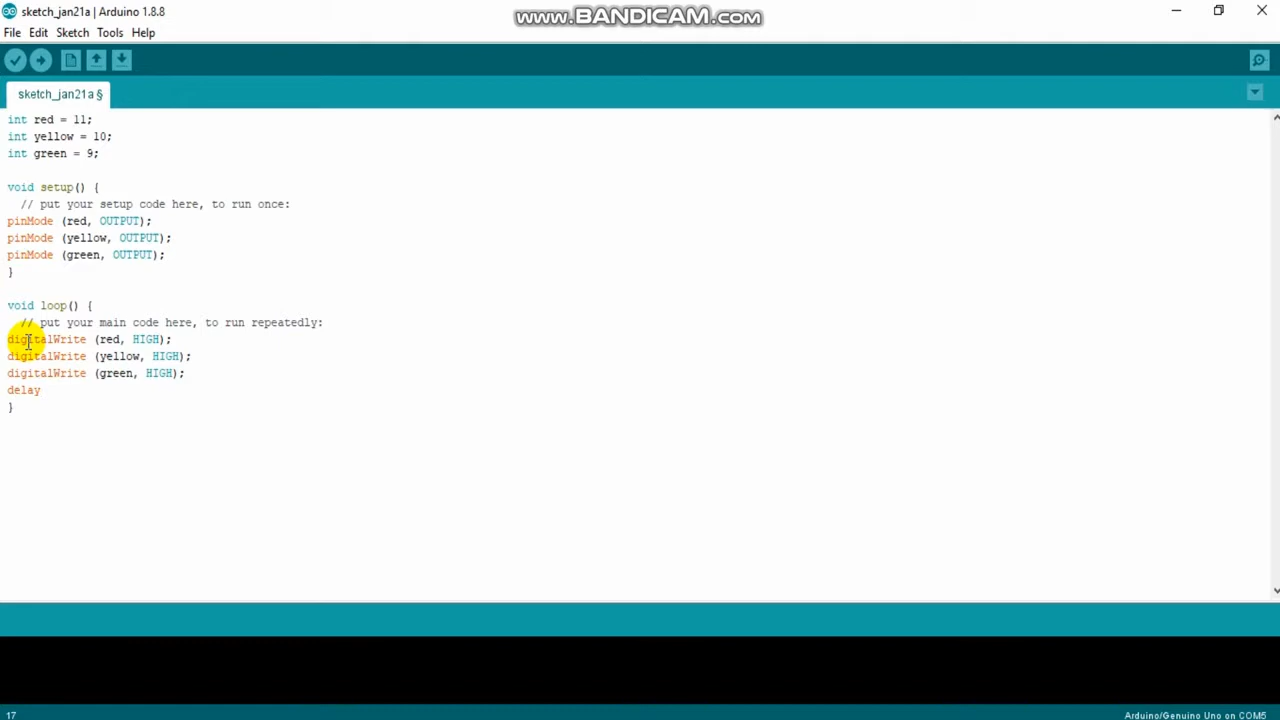 sketch_jan21a | Arduino 1.8.8
www.BANDICAM.com
File Edit Sketch Tools Help
sketch_jan21a §
int red = 11;
int yellow = 10;
int green = 9;
void setup() {
// put your setup code here, to run once:
pinMode (red, OUTPUT);
pinMode (yellow, OUTPUT);
pinMode (green, OUTPUT);
}
void loop() {
// put your main code here, to run repeatedly:
digitalWrite (red, HIGH);
digitalWrite (yellow, HIGH);
digitalWrite (green, HIGH);
delay
}
17
Arduino/Genuino Uno on COM5